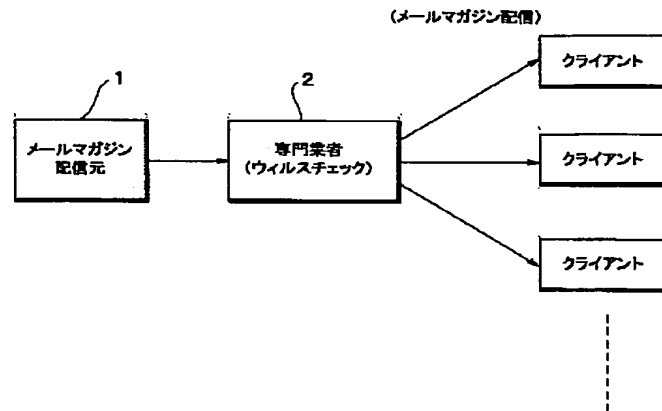 (メールマガジン配信)
1
2
メールマガジン
配信元
専門業者
(ウィルスチェック)
クライアント
クライアント
クライアント